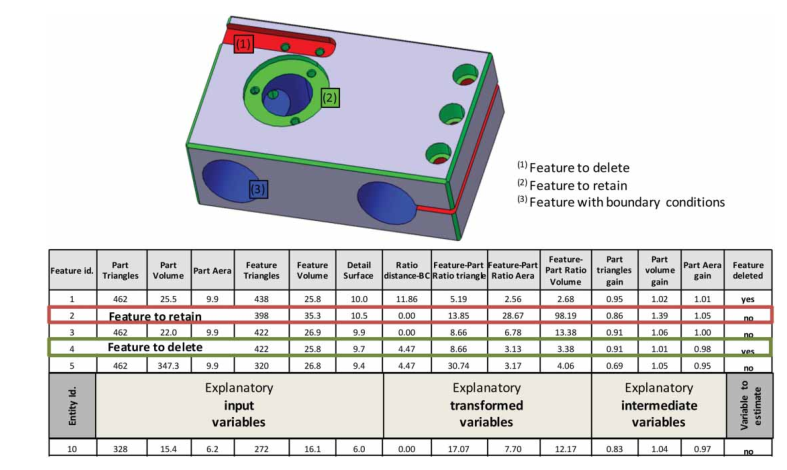 (1)
(2)
(3)
(1) Feature to delete
(2) Feature to retain
(3) Feature with boundary conditions
Feature id. Part Triangles Part Volume Part Aera Feature Triangles Feature Volume Detail Surface Ratio distance-BC Feature-Part Ratio triangle Feature-Part Ratio Aera Feature-Part Ratio Volume Part triangles gain Part volume gain Part Aera gain Feature deleted
1 462 25.5 9.9 438 25.8 10.0 11.86 5.19 2.56 2.68 0.95 1.02 1.01 yes
2 Feature to retain 398 35.3 10.5 0.00 13.85 28.67 98.19 0.86 1.39 1.05 no
3 462 22.0 9.9 422 26.9 9.9 0.00 8.66 6.78 13.38 0.91 1.06 1.00 no
4 Feature to delete 422 25.8 9.7 4.47 8.66 3.13 3.38 0.91 1.01 0.98 yes
5 462 347.3 9.9 320 26.8 9.4 4.47 30.74 3.17 4.06 0.69 1.05 0.95 no
Entity Id. Explanatory input variables Explanatory transformed variables Explanatory intermediate variables Variable to estimate
10 328 15.4 6.2 272 16.1 6.0 0.00 17.07 7.70 12.17 0.83 1.04 0.97 no